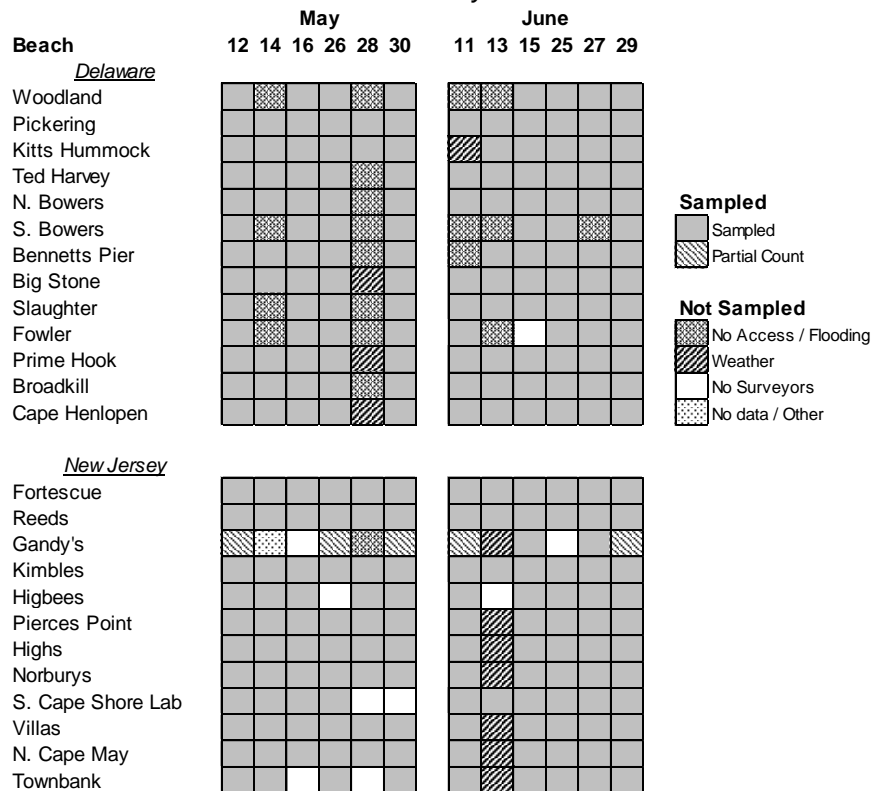 May June
Beach 12 14 16 26 28 30 11 13 15 25 27 29
Delaware
Woodland
Pickering
Kitts Hummock
Ted Harvey
N. Bowers
S. Bowers
Bennetts Pier
Big Stone
Slaughter
Fowler
Prime Hook
Broadkill
Cape Henlopen
Sampled
Sampled
Partial Count
Not Sampled
No Access / Flooding
Weather
No Surveyors
No data / Other
New Jersey
Fortescue
Reeds
Gandy's
Kimbles
Higbees
Pierces Point
Highs
Norburys
S. Cape Shore Lab
Villas
N. Cape May
Townbank